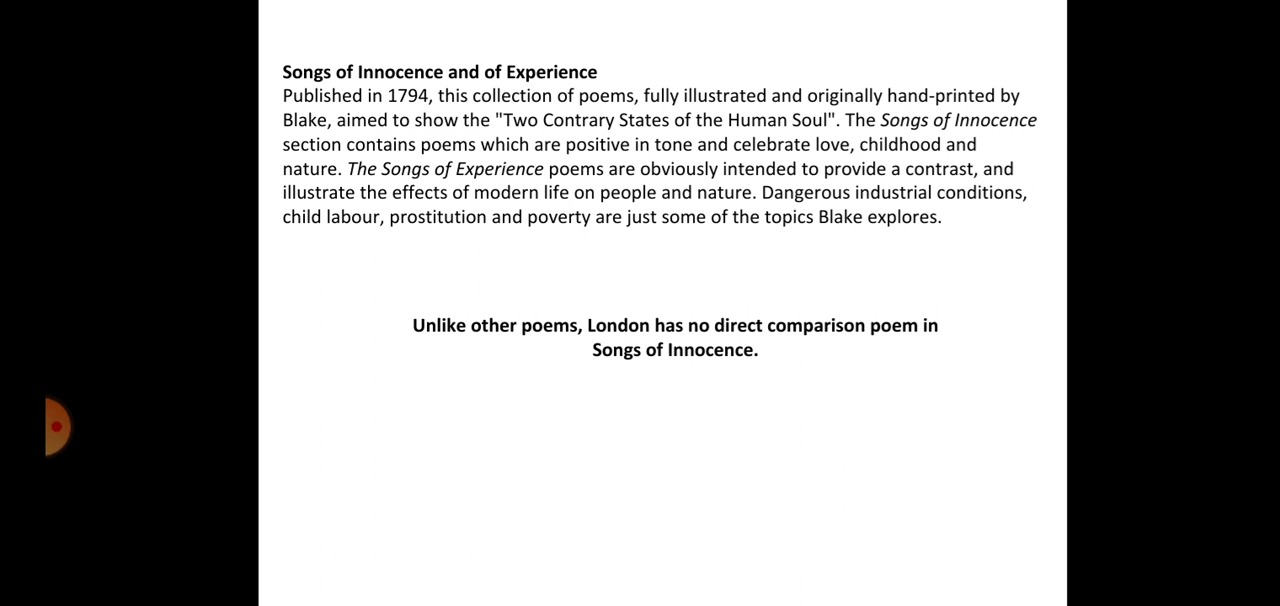 Songs of Innocence and of Experience
Published in 1794, this collection of poems, fully illustrated and originally hand-printed by
Blake, aimed to show the "Two Contrary States of the Human Soul". The Songs of Innocence
section contains poems which are positive in tone and celebrate love, childhood and
nature. The Songs of Experience poems are obviously intended to provide a contrast, and
illustrate the effects of modern life on people and nature. Dangerous industrial conditions,
child labour, prostitution and poverty are just some of the topics Blake explores.
Unlike other poems, London has no direct comparison poem in
Songs of Innocence.